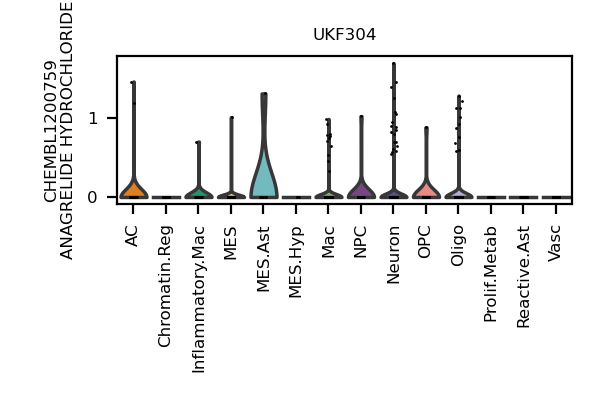 UKF304
CHEMBL1200759
ANAGRELIDE HYDROCHLORIDE
1
0
AC
Chromatin.Reg
Inflammatory.Mac
MES
MES.Ast
MES.Hyp
Mac
NPC
Neuron
OPC
Oligo
Prolif.Metab
Reactive.Ast
Vasc